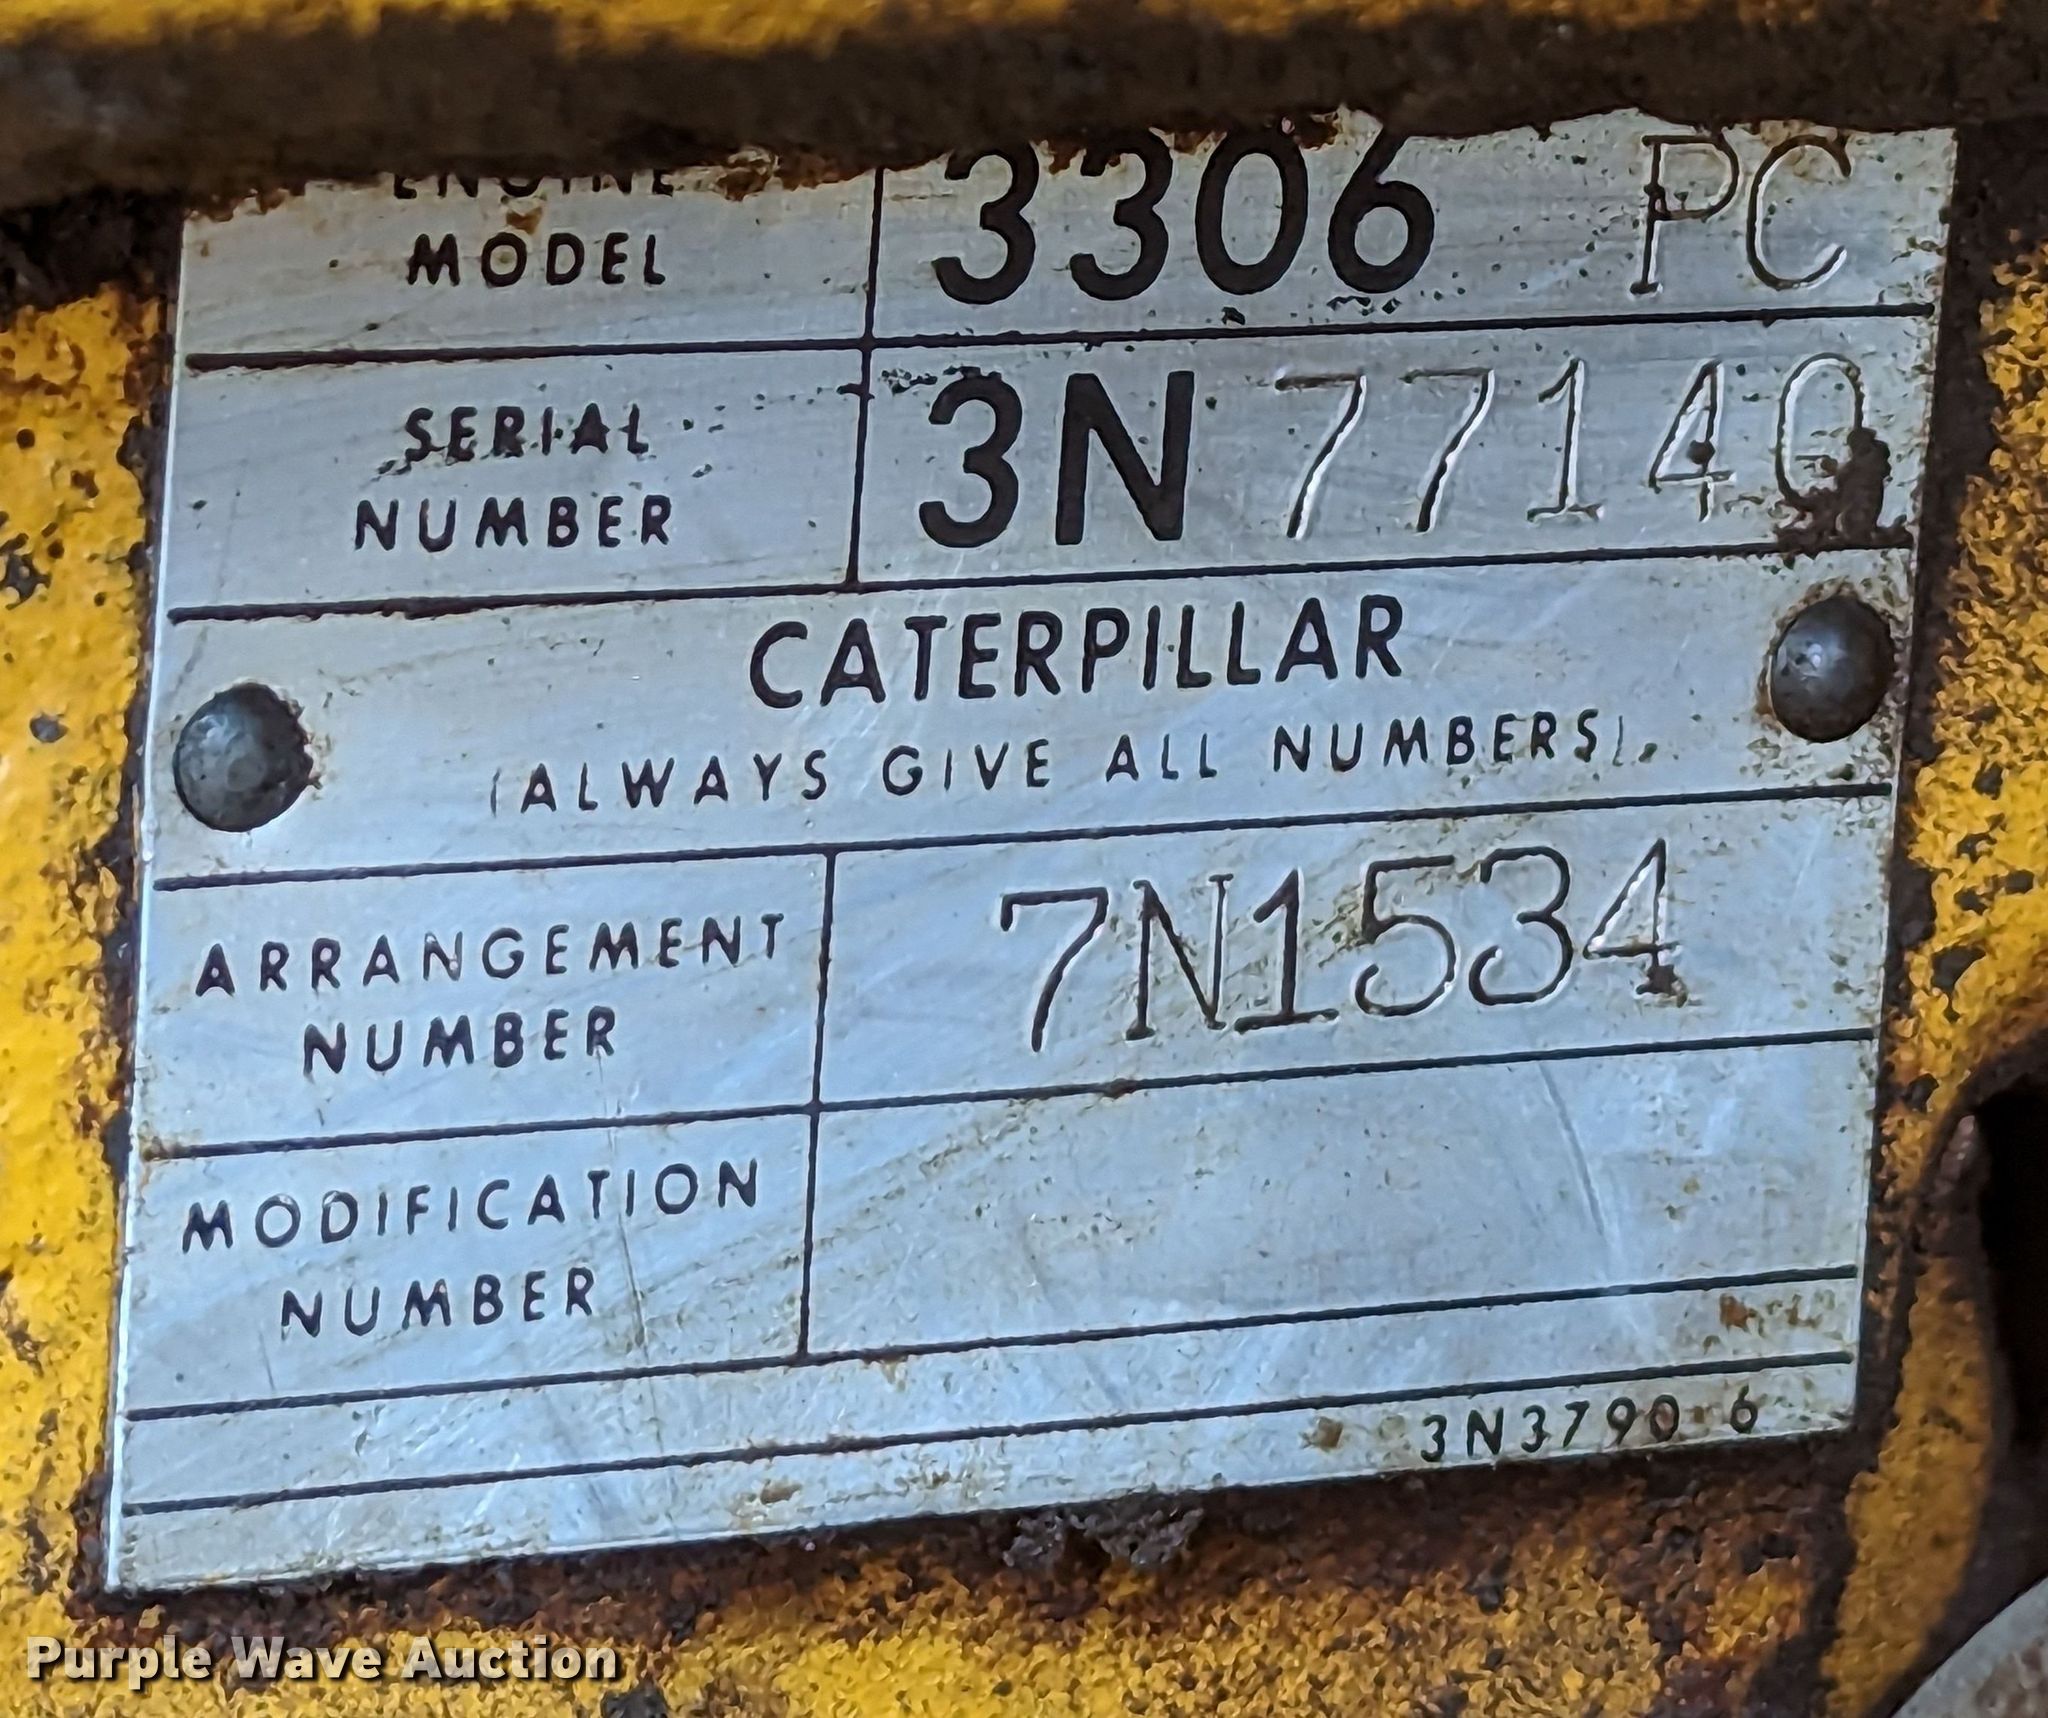 ENGINE
MODEL 3306 PC
SERIAL
NUMBER 3N 77140
CATERPILLAR
(ALWAYS GIVE ALL NUMBERS).
ARRANGEMENT
NUMBER 7N1534
MODIFICATION
NUMBER
3N3790 6
Purple Wave Auction